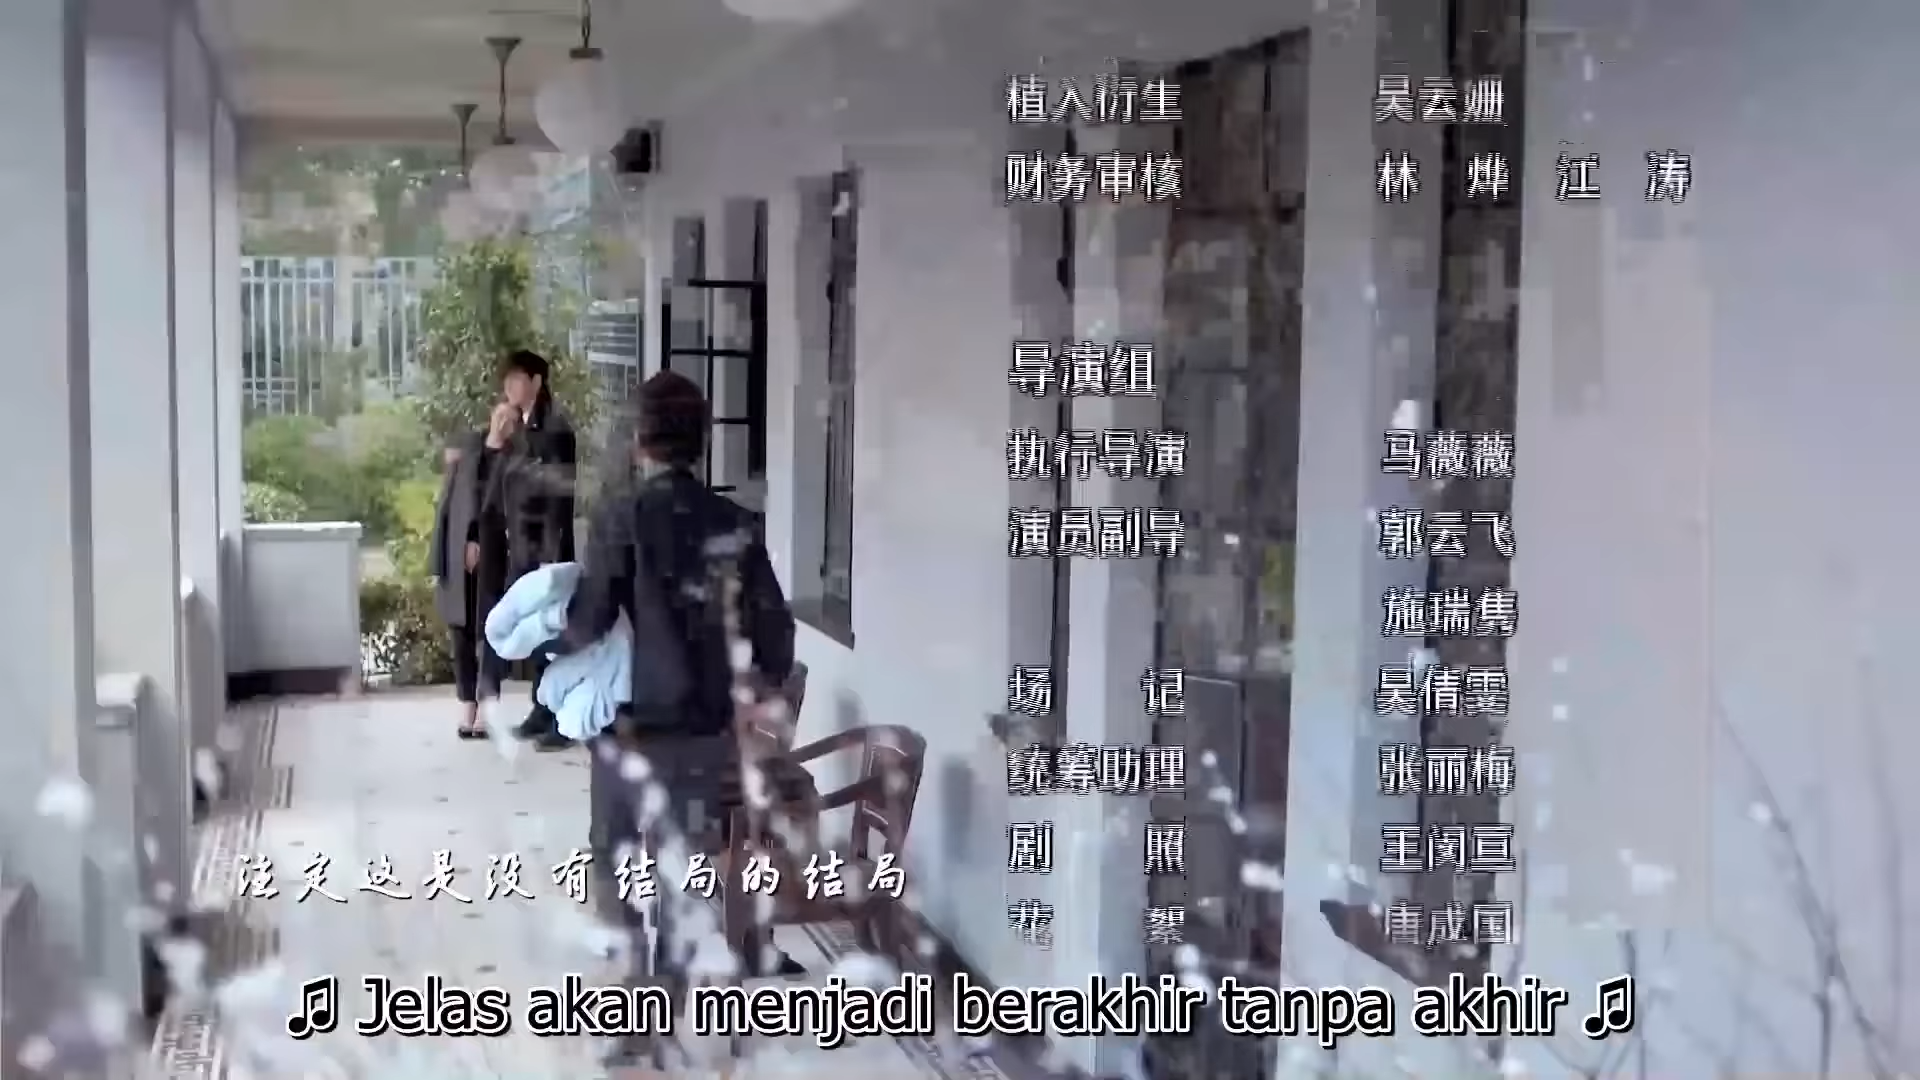 植入衍生 吴云姗
财务审核 林 烨 江 涛
导演组
执行导演 马薇薇
演员副导 郭云飞
施瑞隽
场 记 吴倩雯
统筹助理 张丽梅
剧 照 王闵亘
花 絮 唐成国
注定这是没有结局的结局
♫ Jelas akan menjadi berakhir tanpa akhir ♫